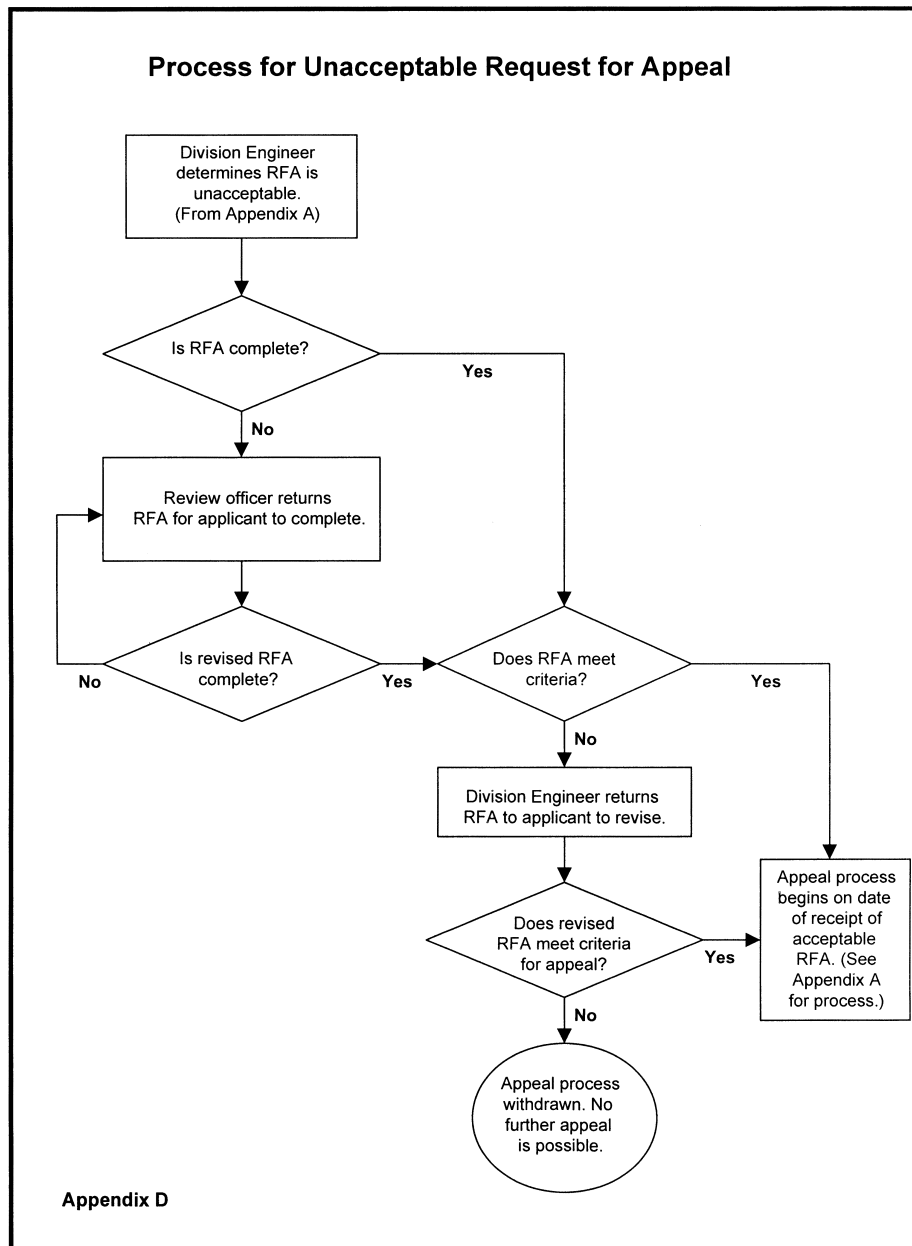 Process for Unacceptable Request for Appeal
Division Engineer
determines RFA is
unacceptable.
(From Appendix A)
Is RFA complete?
Yes
No
Review officer returns
RFA for applicant to complete.
Is revised RFA
complete?
No
Yes
Does RFA meet
criteria?
Yes
No
Division Engineer returns
RFA to applicant to revise.
Does revised
RFA meet criteria
for appeal?
Yes
No
Appeal process
begins on date
of receipt of
acceptable
RFA. (See
Appendix A
for process.)
Appeal process
withdrawn. No
further appeal
is possible.
Appendix D